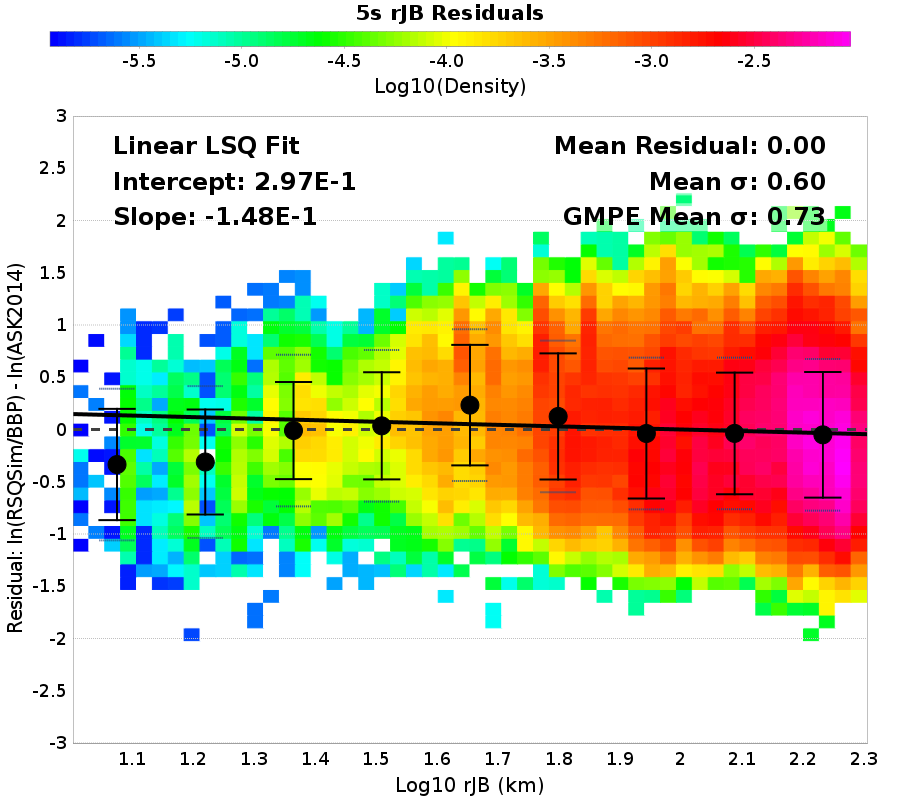 5s rJB Residuals
-5.5 -5.0 -4.5 -4.0 -3.5 -3.0 -2.5
Log10(Density)
Linear LSQ Fit
Intercept: 2.97E-1
Slope: -1.48E-1
Mean Residual: 0.00
Mean σ: 0.60
GMPE Mean σ: 0.73
Residual: ln(RSQSim/BBP) - ln(ASK2014)
3
2.5
2
1.5
1
0.5
0
-0.5
-1
-1.5
-2
-2.5
-3
1.1 1.2 1.3 1.4 1.5 1.6 1.7 1.8 1.9 2 2.1 2.2 2.3
Log10 rJB (km)